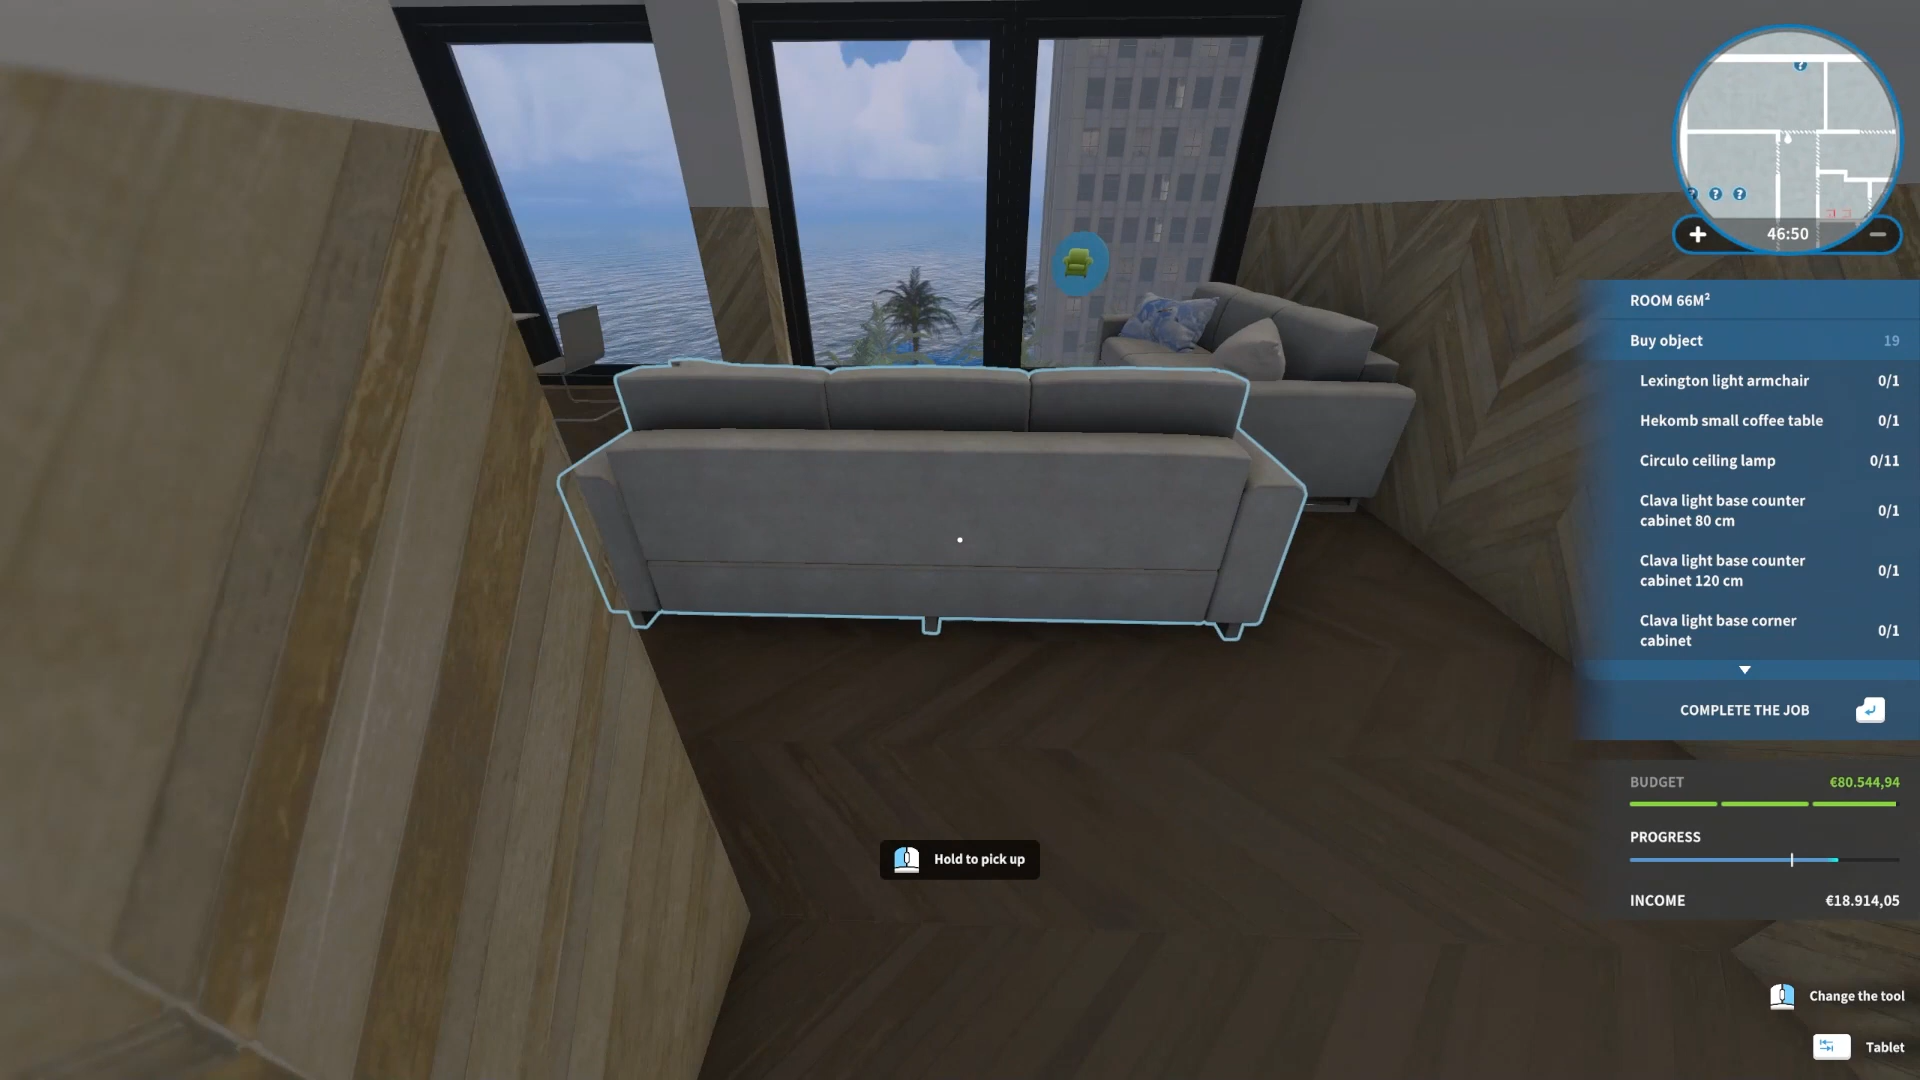 46:50
ROOM 66M²
Buy object 19
Lexington light armchair 0/1
Hekomb small coffee table 0/1
Circulo ceiling lamp 0/11
Clava light base counter
cabinet 80 cm 0/1
Clava light base counter
cabinet 120 cm 0/1
Clava light base corner
cabinet 0/1
COMPLETE THE JOB
BUDGET €80.544,94
PROGRESS
Hold to pick up
INCOME €18.914,05
Change the tool
Tablet